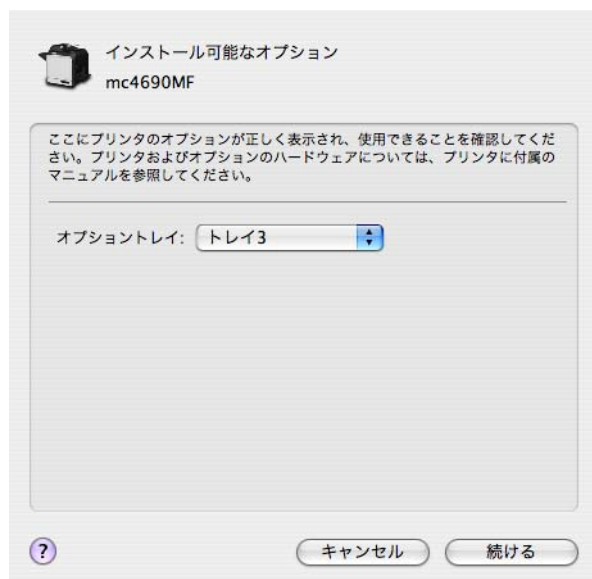 インストール可能なオプション
mc4690MF
ここにプリンタのオプションが正しく表示され、使用できることを確認してくだ
さい。プリンタおよびオプションのハードウェアについては、プリンタに付属の
マニュアルを参照してください。
オプショントレイ: トレイ3
? キャンセル 続ける